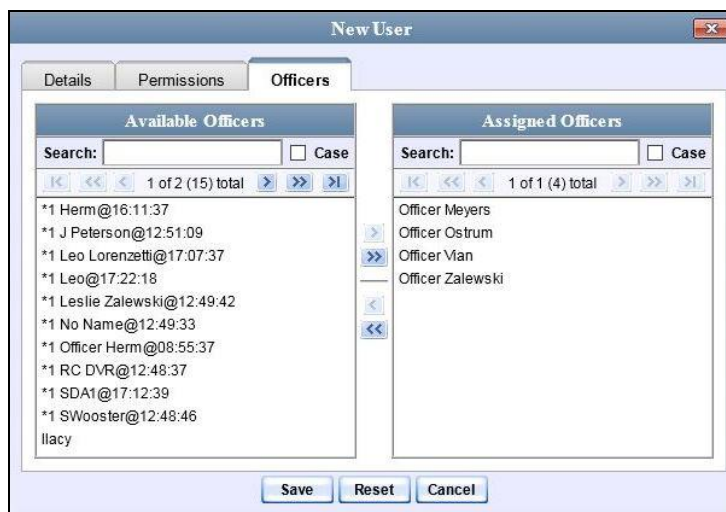 New User
Details Permissions Officers
Available Officers
Search: Case
1 of 2 (15) total
*1 Herm@16:11:37
*1 J Peterson@12:51:09
*1 Leo Lorenzetti@17:07:37
*1 Leo@17:22:18
*1 Leslie Zalewski@12:49:42
*1 No Name@12:49:33
*1 Officer Herm@08:55:37
*1 RC DVR@12:48:37
*1 SDA1@17:12:39
*1 SWooster@12:48:46
llacy
Assigned Officers
Search: Case
1 of 1 (4) total
Officer Meyers
Officer Ostrum
Officer Vian
Officer Zalewski
Save Reset Cancel